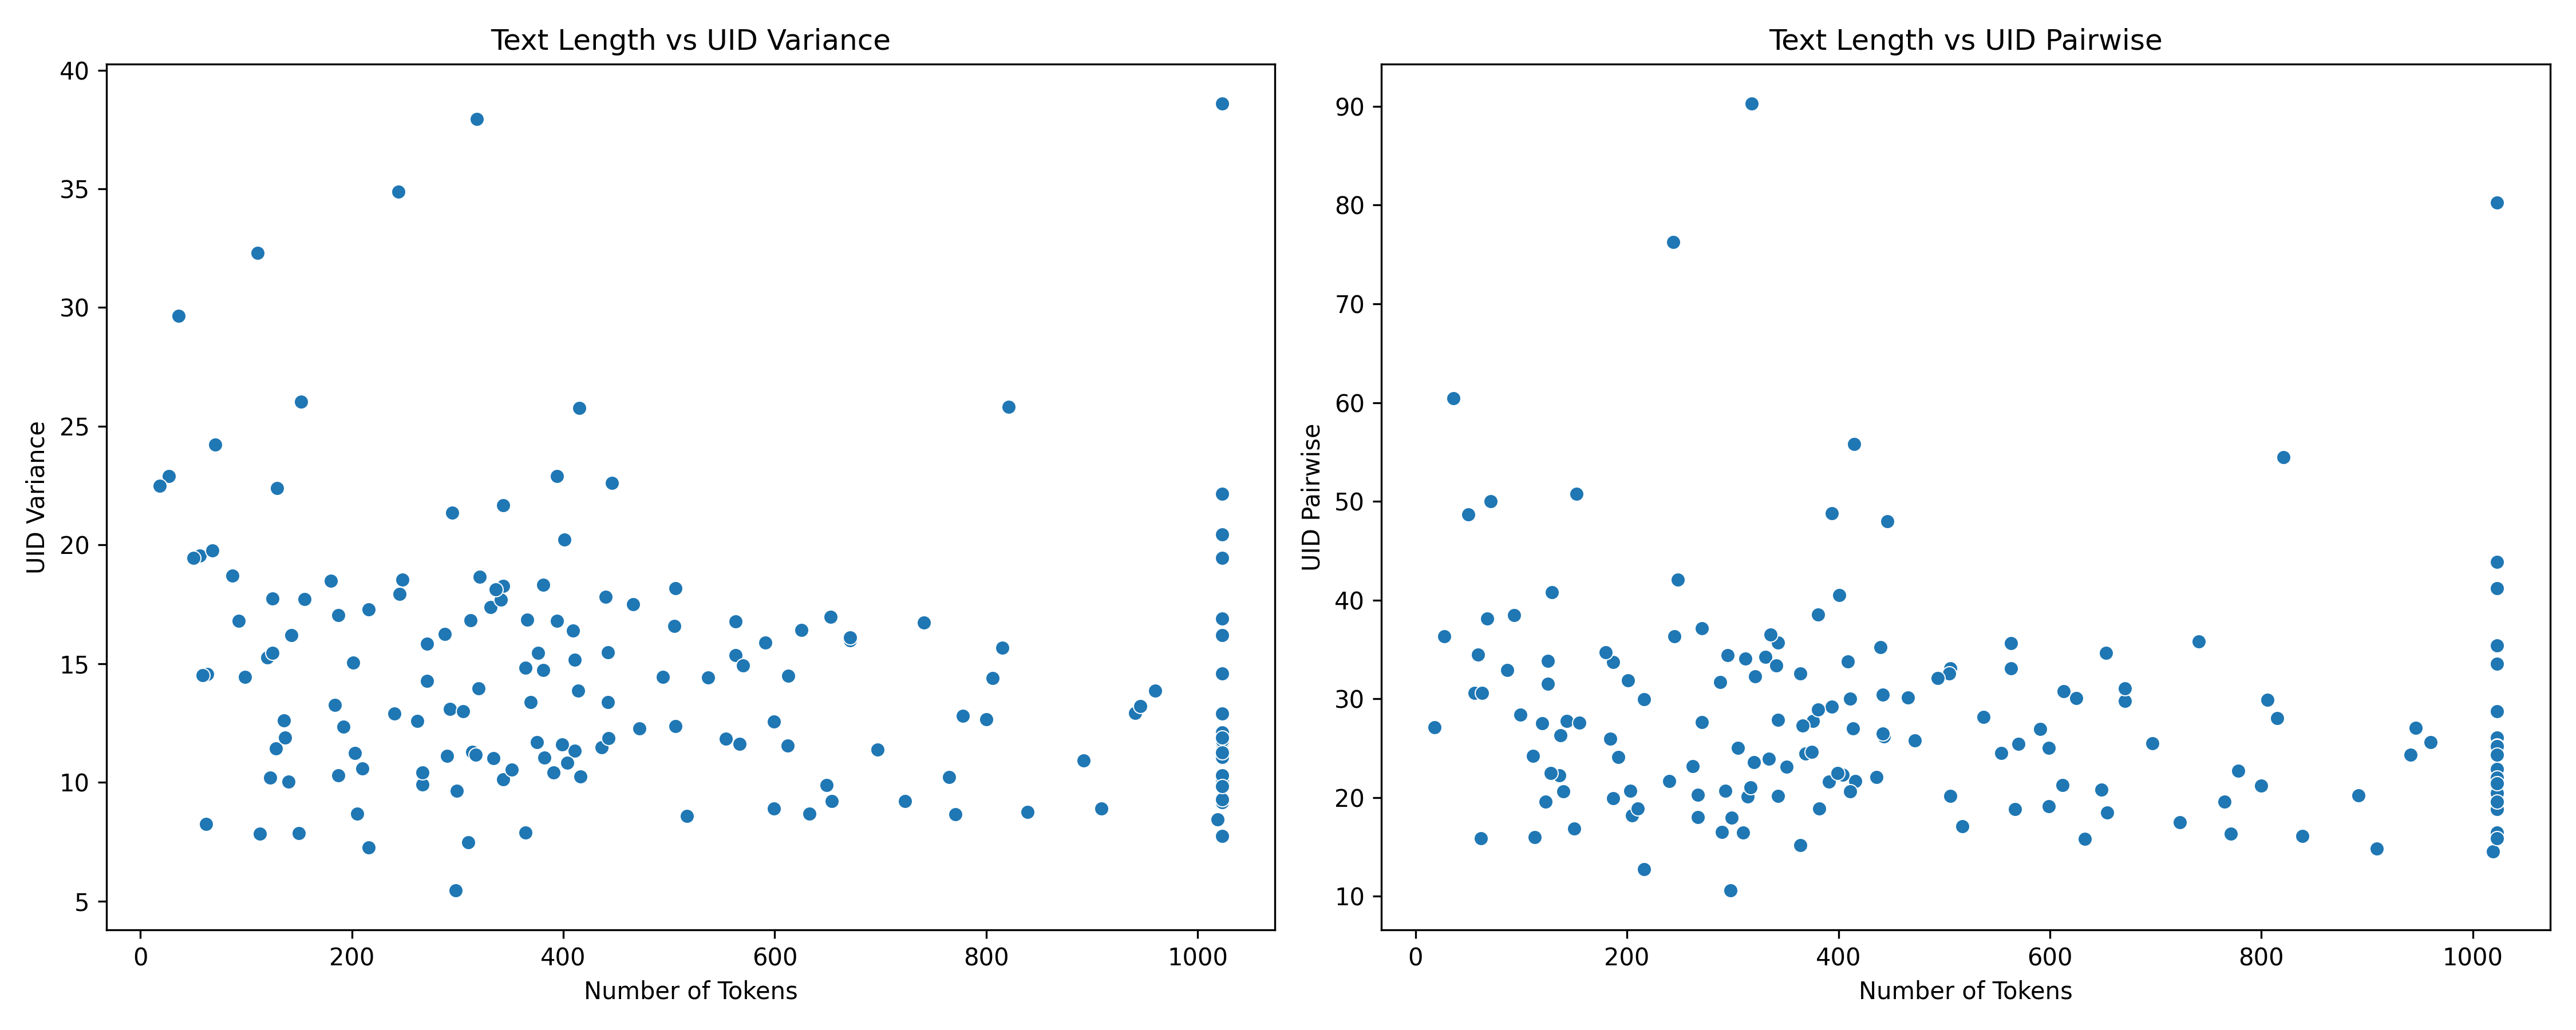 Text Length vs UID Variance
40
35
30
25
20
15
10
5
UID Variance
0 200 400 600 800 1000
Number of Tokens
Text Length vs UID Pairwise
90
80
70
60
50
40
30
20
10
UID Pairwise
0 200 400 600 800 1000
Number of Tokens